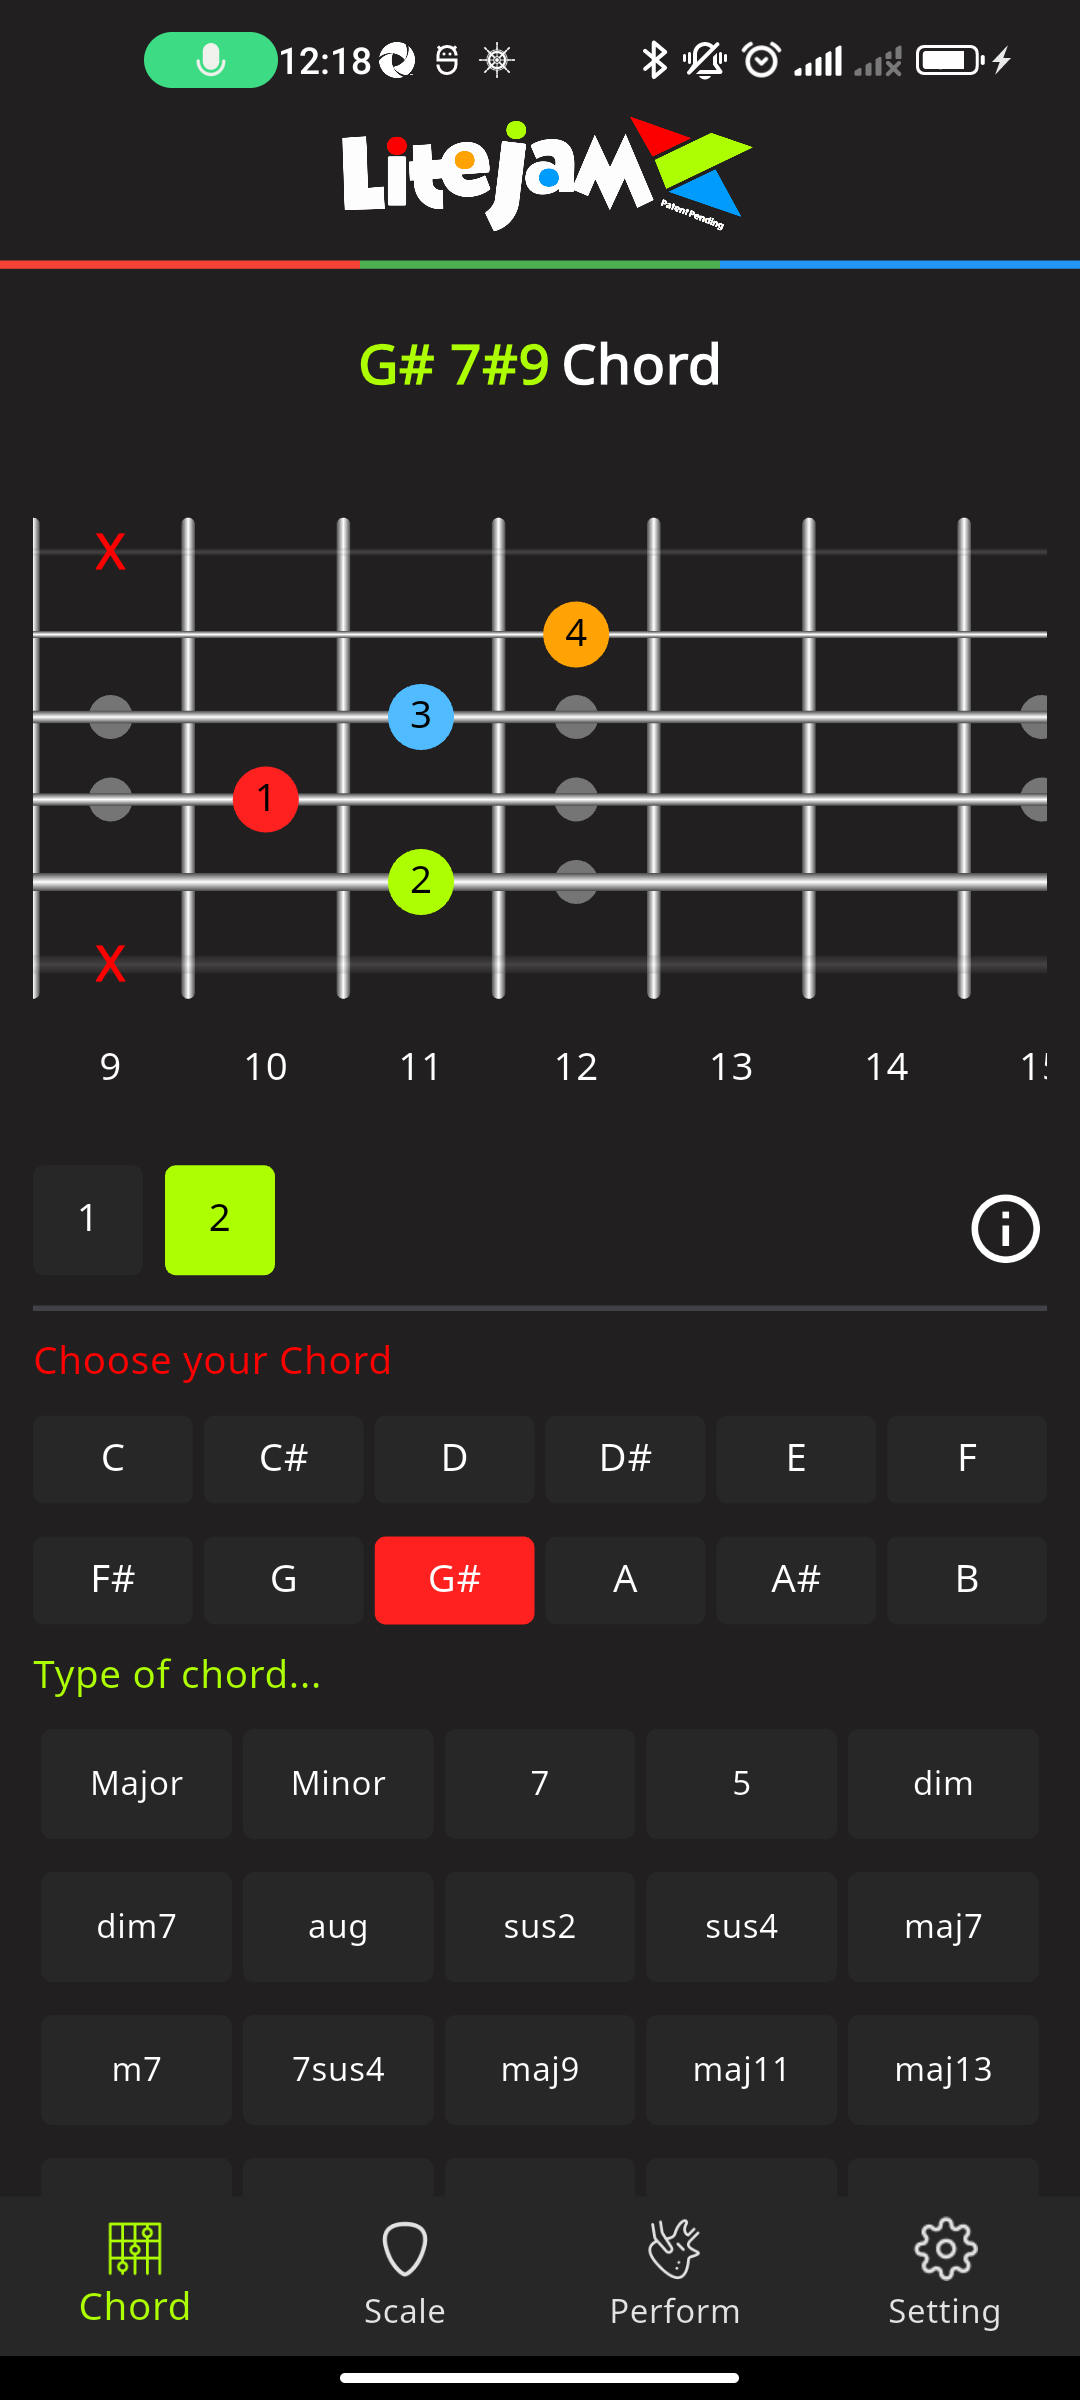 12:18
Litejam
Patent Pending
G# 7#9 Chord
X
4
3
1
2
X
9 10 11 12 13 14
1 2
Choose your Chord
C C# D D# E F
F# G G# A A# B
Type of chord...
Major Minor 7 5 dim
dim7 aug sus2 sus4 maj7
m7 7sus4 maj9 maj11 maj13
Chord Scale Perform Setting